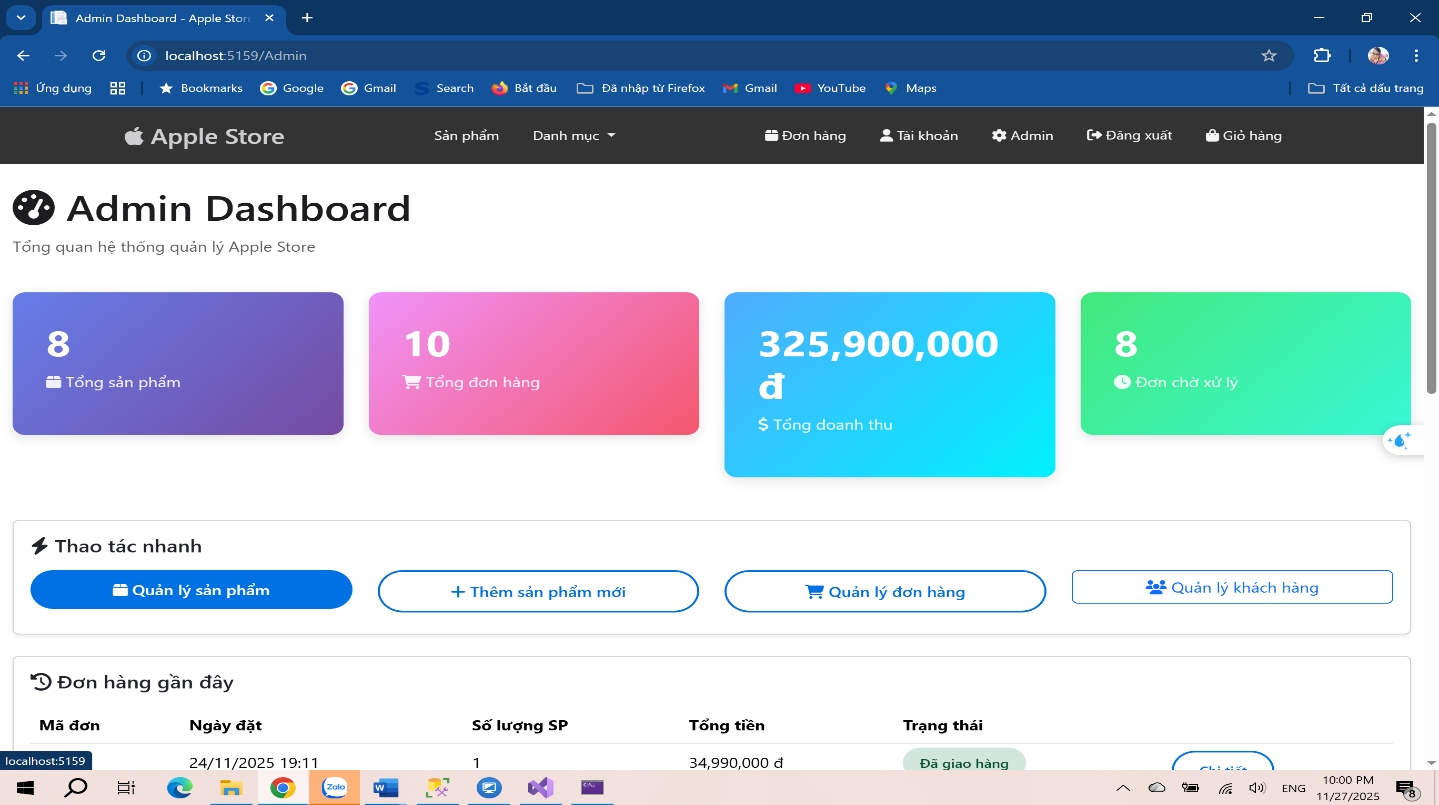 Admin Dashboard - Apple Store
localhost:5159/Admin
Ứng dụng Bookmarks Google Gmail Search Bắt đầu Đã nhập từ Firefox Gmail YouTube Maps Tất cả dấu trang
Apple Store Sản phẩm Danh mục Đơn hàng Tài khoản Admin Đăng xuất Giỏ hàng
Admin Dashboard
Tổng quan hệ thống quản lý Apple Store
8
Tổng sản phẩm
10
Tổng đơn hàng
325,900,000
đ
Tổng doanh thu
8
Đơn chờ xử lý
Thao tác nhanh
Quản lý sản phẩm Thêm sản phẩm mới Quản lý đơn hàng Quản lý khách hàng
Đơn hàng gần đây
Mã đơn Ngày đặt Số lượng SP Tổng tiền Trạng thái
24/11/2025 19:11 1 34,990,000 đ Đã giao hàng Chi tiết
localhost:5159
Zalo
ENG
10:00 PM
11/27/2025
8